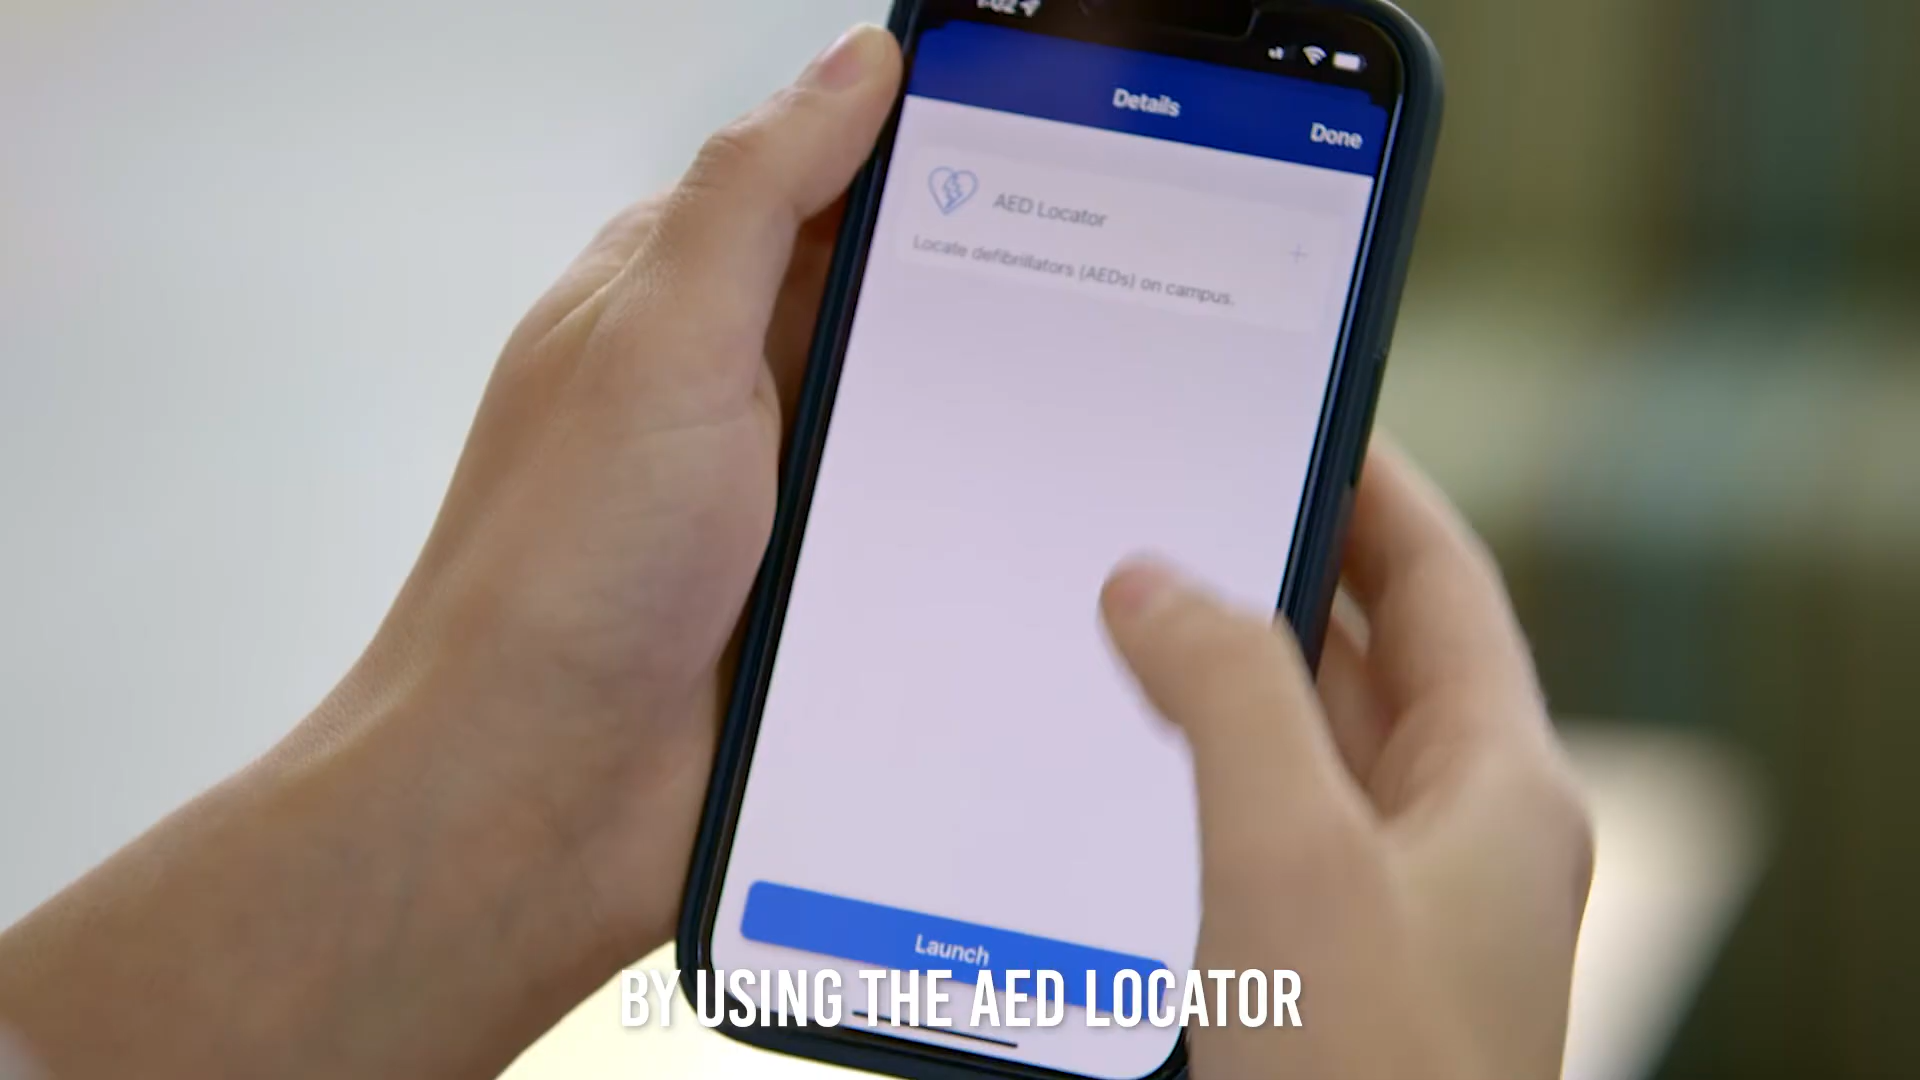 Details
Done
AED Locator
Locate defibrillators (AEDs) on campus.
Launch
BY USING THE AED LOCATOR